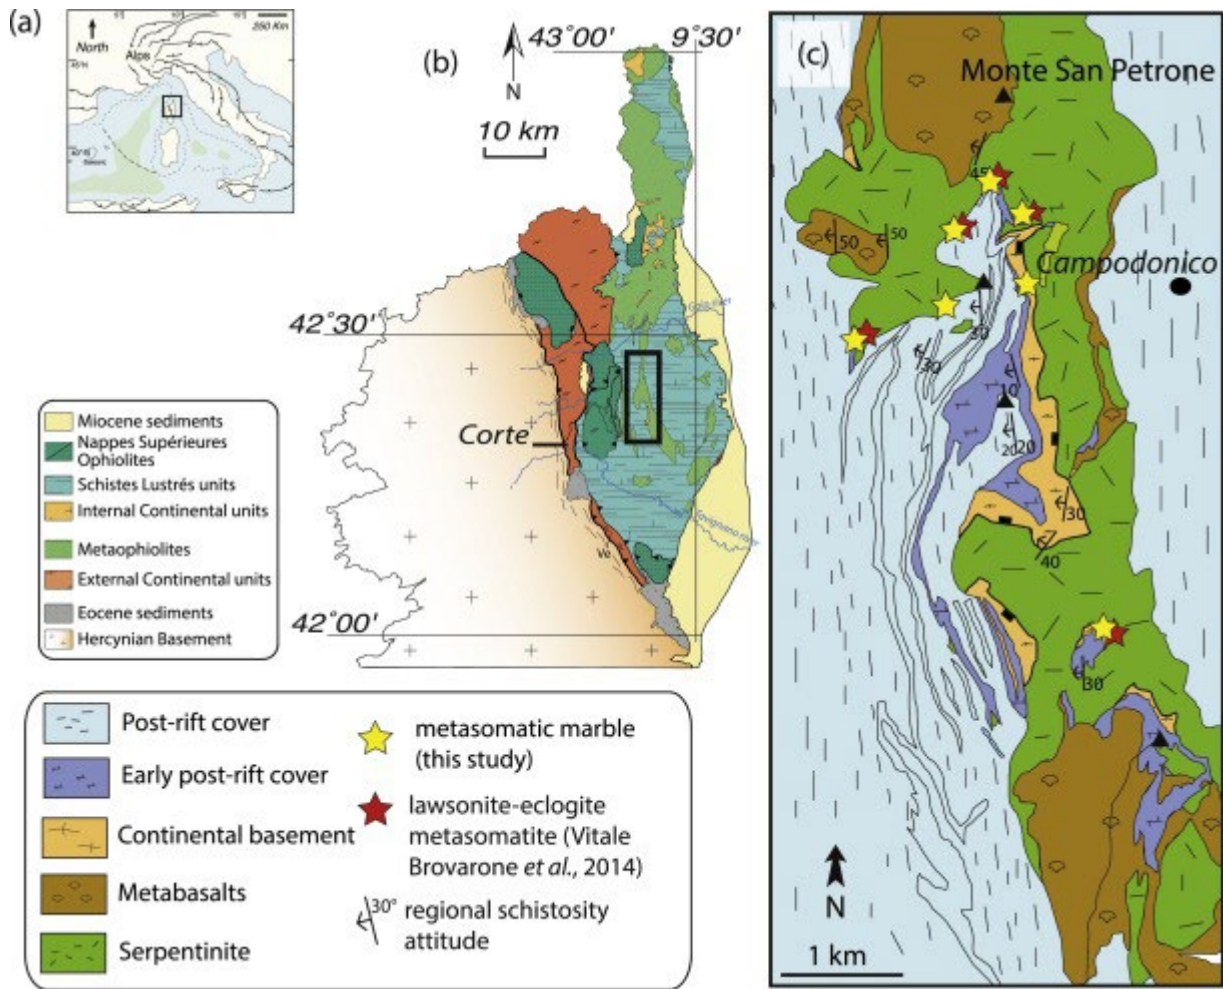 (a)
North
Alps
250 Km
(b)
N
10 km
43°00'
9°30'
42°30'
Corte
42°00'
Miocene sediments
Nappes Supérieures
Ophiolites
Schistes Lustrés units
Internal Continental units
Metaophiolites
External Continental units
Eocene sediments
Hercynian Basement
Post-rift cover
Early post-rift cover
Continental basement
Metabasalts
Serpentinite
metasomatic marble
(this study)
lawsonite-eclogite
metasomatite (Vitale
Brovarone et al., 2014)
30° regional schistosity
attitude
(c)
Monte San Petrone
45
50
50
Campodonico
30
30
10
20
20
30
40
30
N
1 km